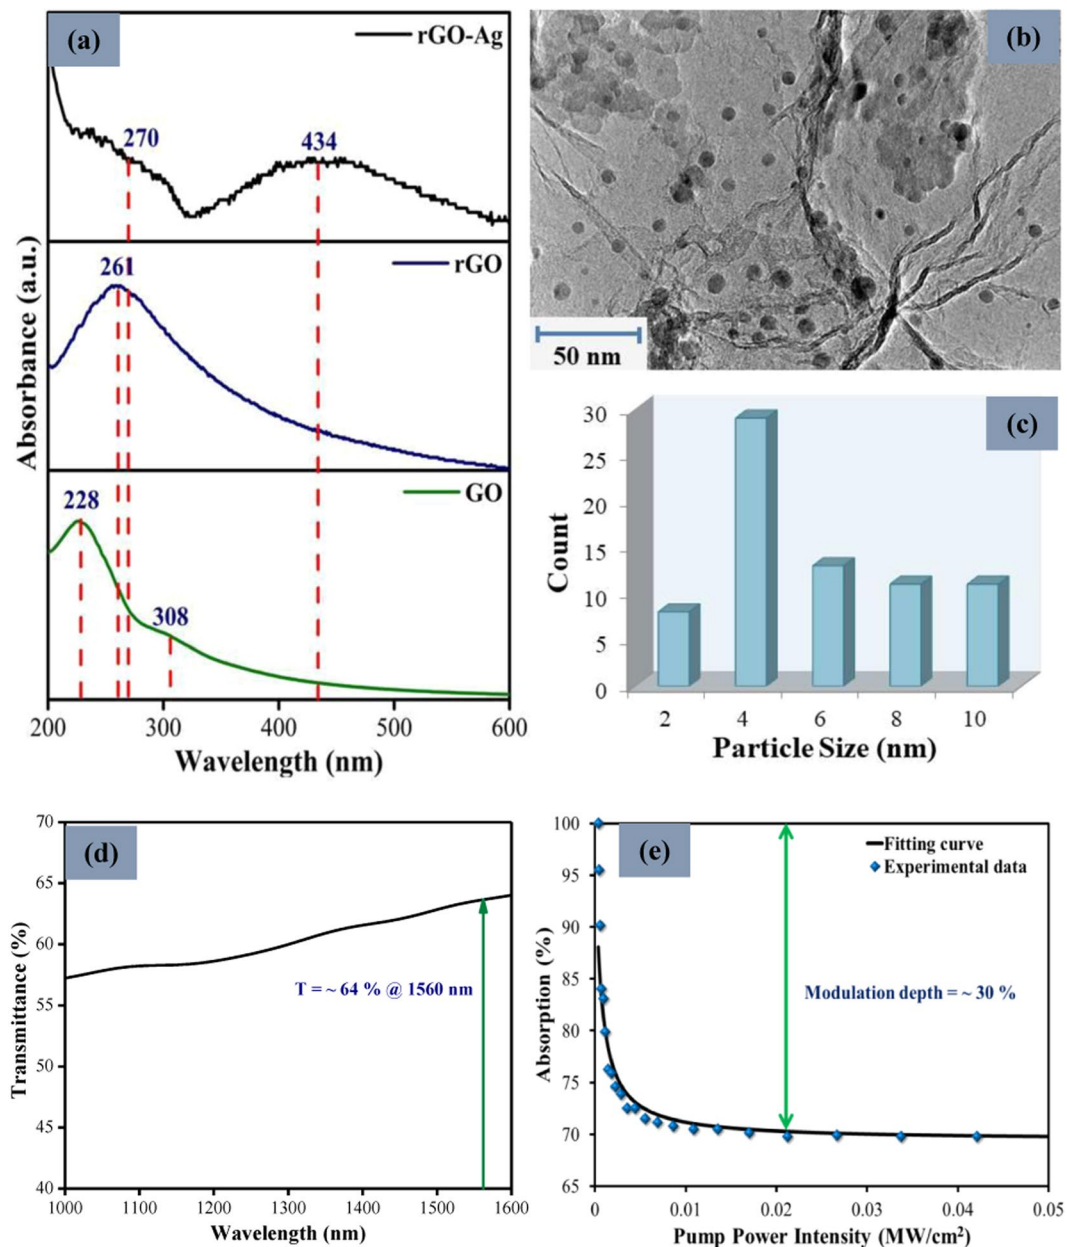 (a)
rGO-Ag
270
434
rGO
261
GO
228
308
Absorbance (a.u.)
200
300
400
500
600
Wavelength (nm)
(b)
50 nm
(c)
30
25
20
15
10
5
0
Count
2
4
6
8
10
Particle Size (nm)
(d)
70
65
60
55
50
45
40
Transmittance (%)
T = ~ 64 % @ 1560 nm
1000
1100
1200
1300
1400
1500
1600
Wavelength (nm)
(e)
100
95
90
85
80
75
70
65
Absorption (%)
Fitting curve
Experimental data
Modulation depth = ~ 30 %
0
0.01
0.02
0.03
0.04
0.05
Pump Power Intensity (MW/cm²)